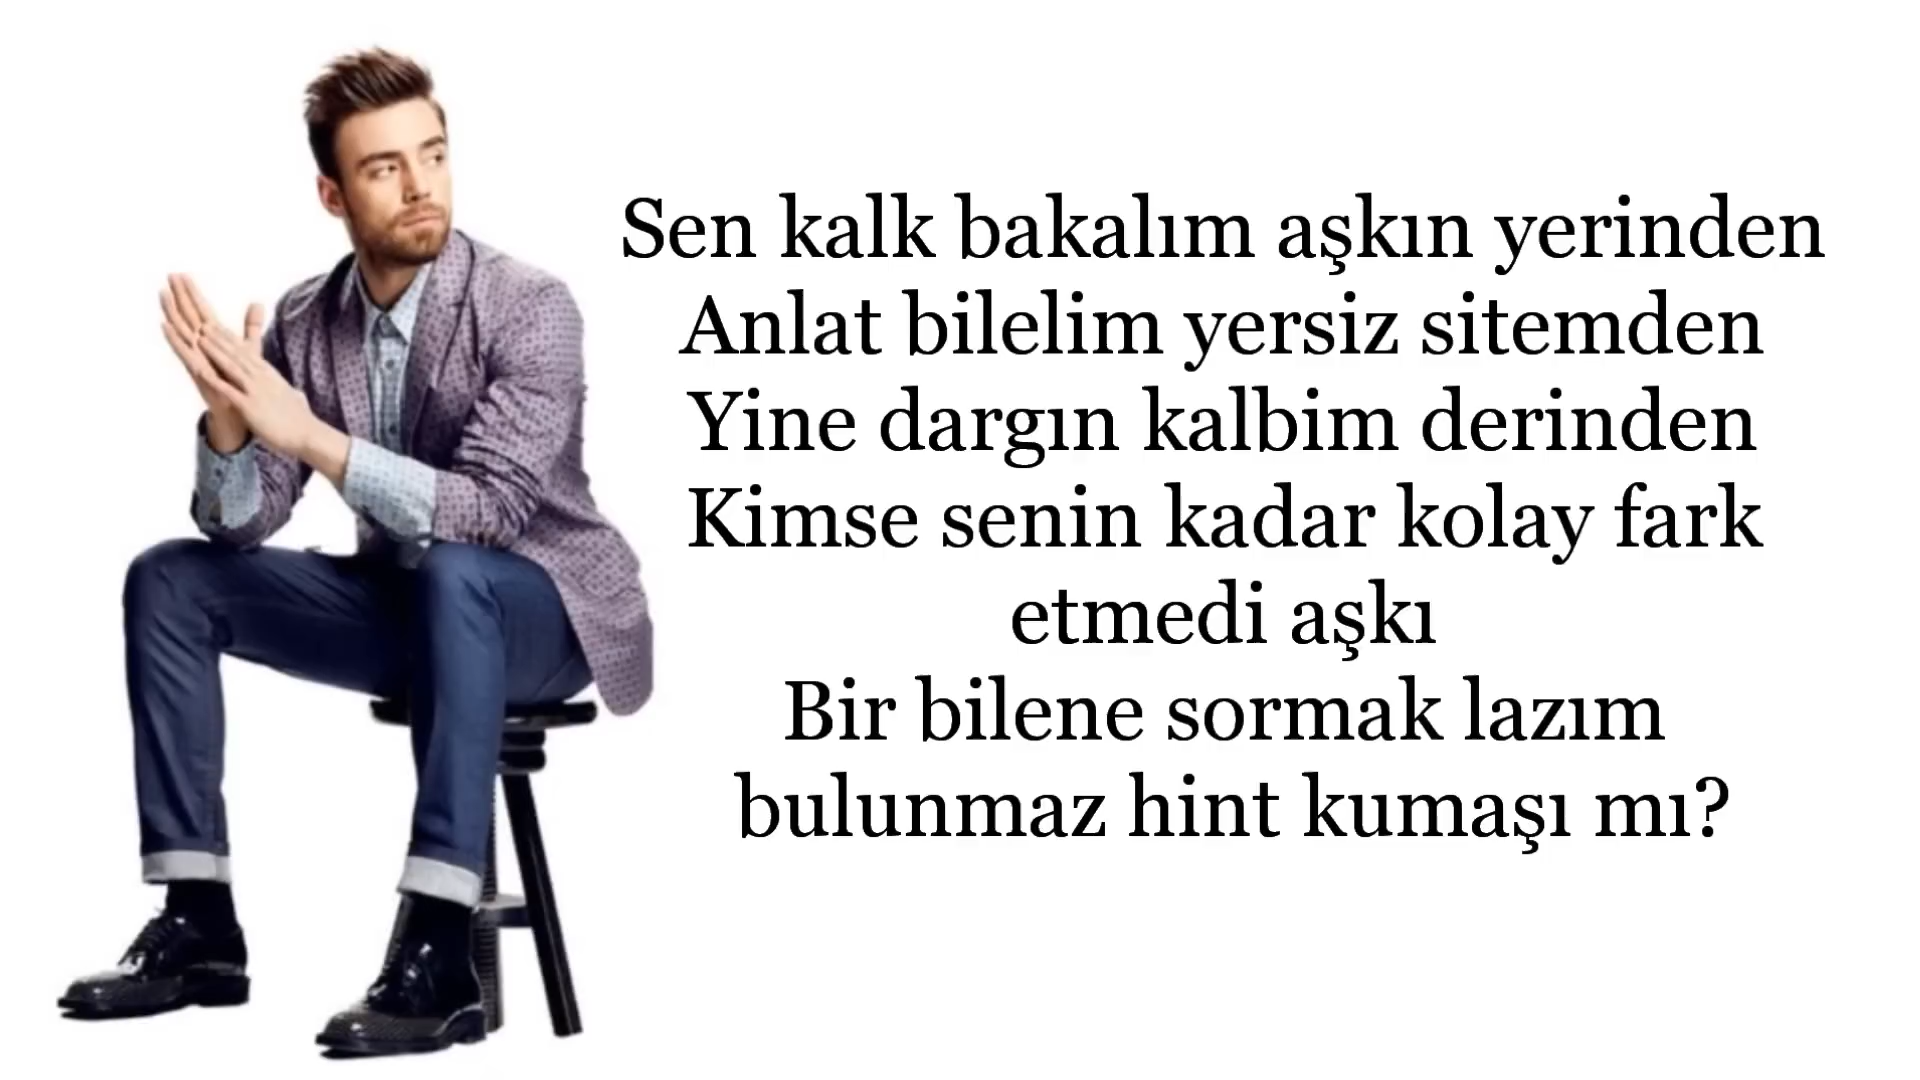 Sen kalk bakalım aşkın yerinden
Anlat bilelim yersiz sitemden
Yine dargın kalbim derinden
Kimse senin kadar kolay fark
etmedi aşkı
Bir bilene sormak lazım
bulunmaz hint kumaşı mı?